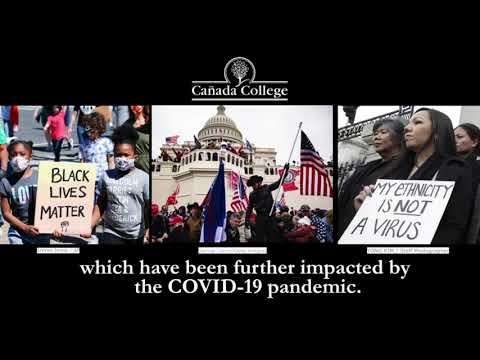 Cañada College
BLACK
LIVES
MATTER
MY ETHNICITY
IS NOT
A VIRUS
which have been further impacted by
the COVID-19 pandemic.